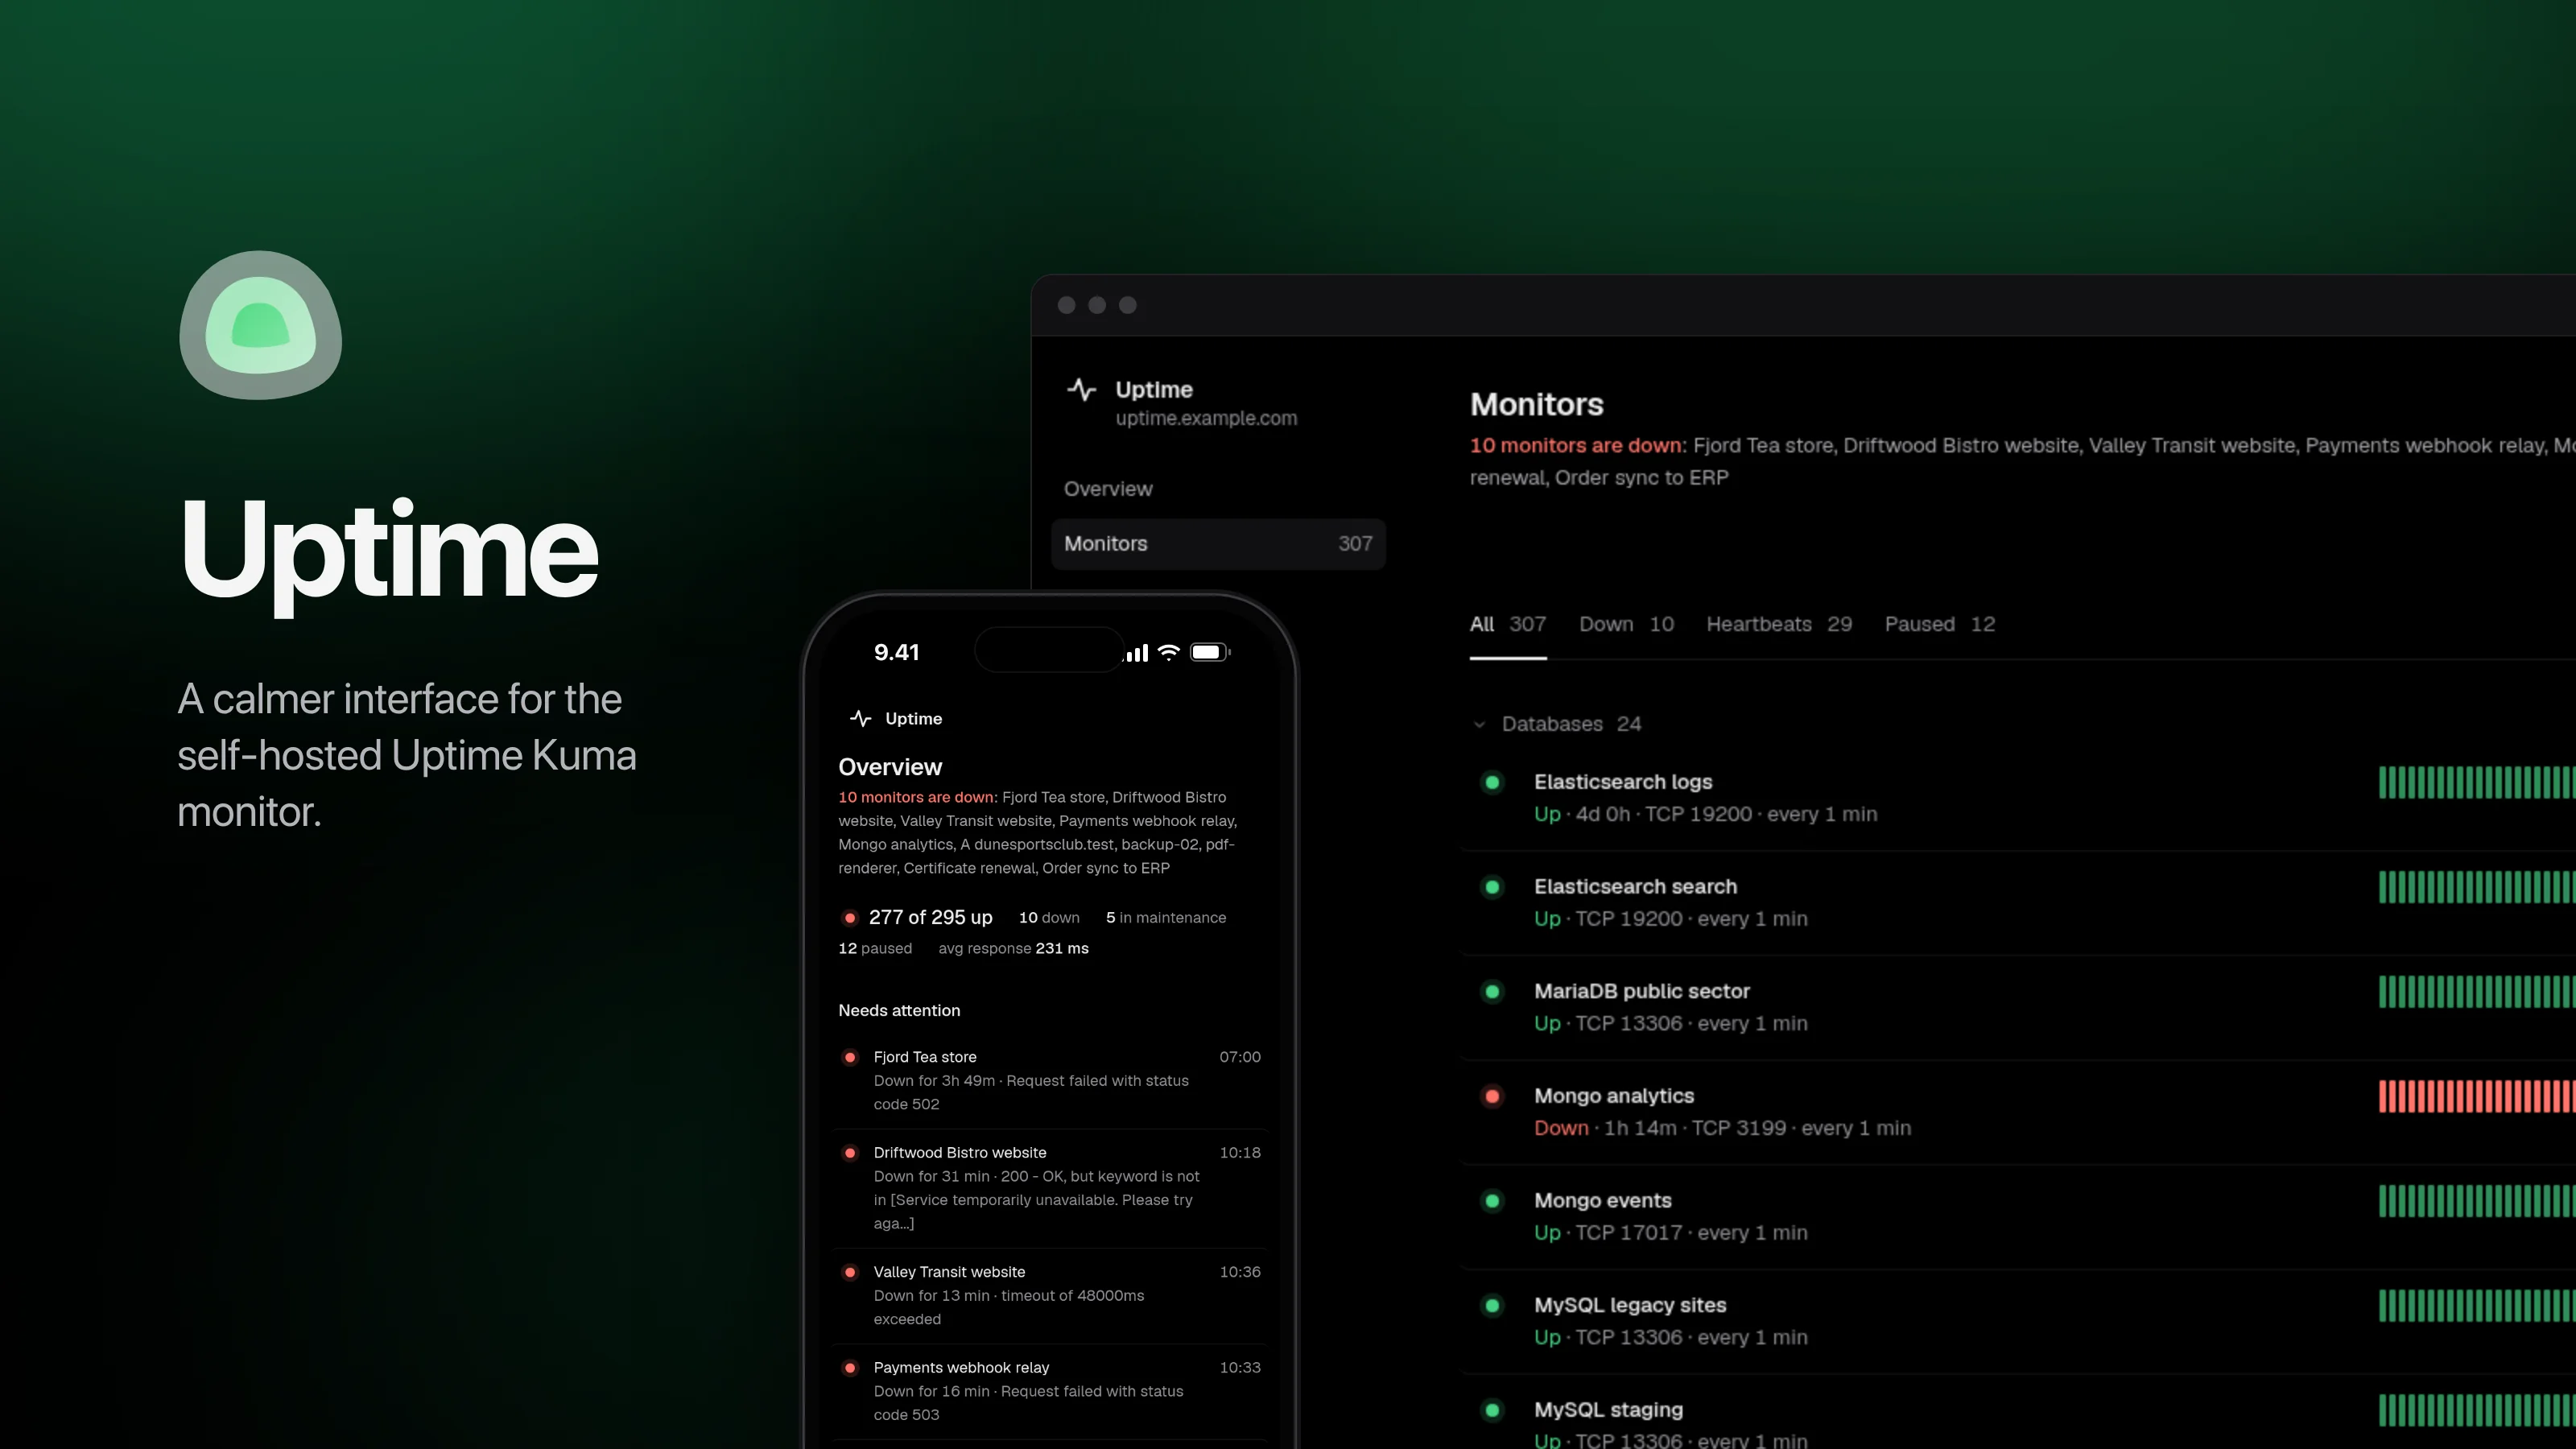 Uptime
A calmer interface for the
self-hosted Uptime Kuma
monitor.
Uptime
uptime.example.com
Overview
Monitors 307
Monitors
10 monitors are down: Fjord Tea store, Driftwood Bistro website, Valley Transit website, Payments webhook relay,
renewal, Order sync to ERP
All 307 Down 10 Heartbeats 29 Paused 12
Databases 24
Elasticsearch logs
Up · 4d 0h · TCP 19200 · every 1 min
Elasticsearch search
Up · TCP 19200 · every 1 min
MariaDB public sector
Up · TCP 13306 · every 1 min
Mongo analytics
Down · 1h 14m · TCP 3199 · every 1 min
Mongo events
Up · TCP 17017 · every 1 min
MySQL legacy sites
Up · TCP 13306 · every 1 min
MySQL staging
Up · TCP 13306 · every 1 min
9.41
Uptime
Overview
10 monitors are down: Fjord Tea store, Driftwood Bistro
website, Valley Transit website, Payments webhook relay,
Mongo analytics, A dunesportsclub.test, backup-02, pdf-
renderer, Certificate renewal, Order sync to ERP
277 of 295 up 10 down 5 in maintenance
12 paused avg response 231 ms
Needs attention
Fjord Tea store 07:00
Down for 3h 49m · Request failed with status
code 502
Driftwood Bistro website 10:18
Down for 31 min · 200 - OK, but keyword is not
in [Service temporarily unavailable. Please try
aga...]
Valley Transit website 10:36
Down for 13 min · timeout of 48000ms
exceeded
Payments webhook relay 10:33
Down for 16 min · Request failed with status
code 503